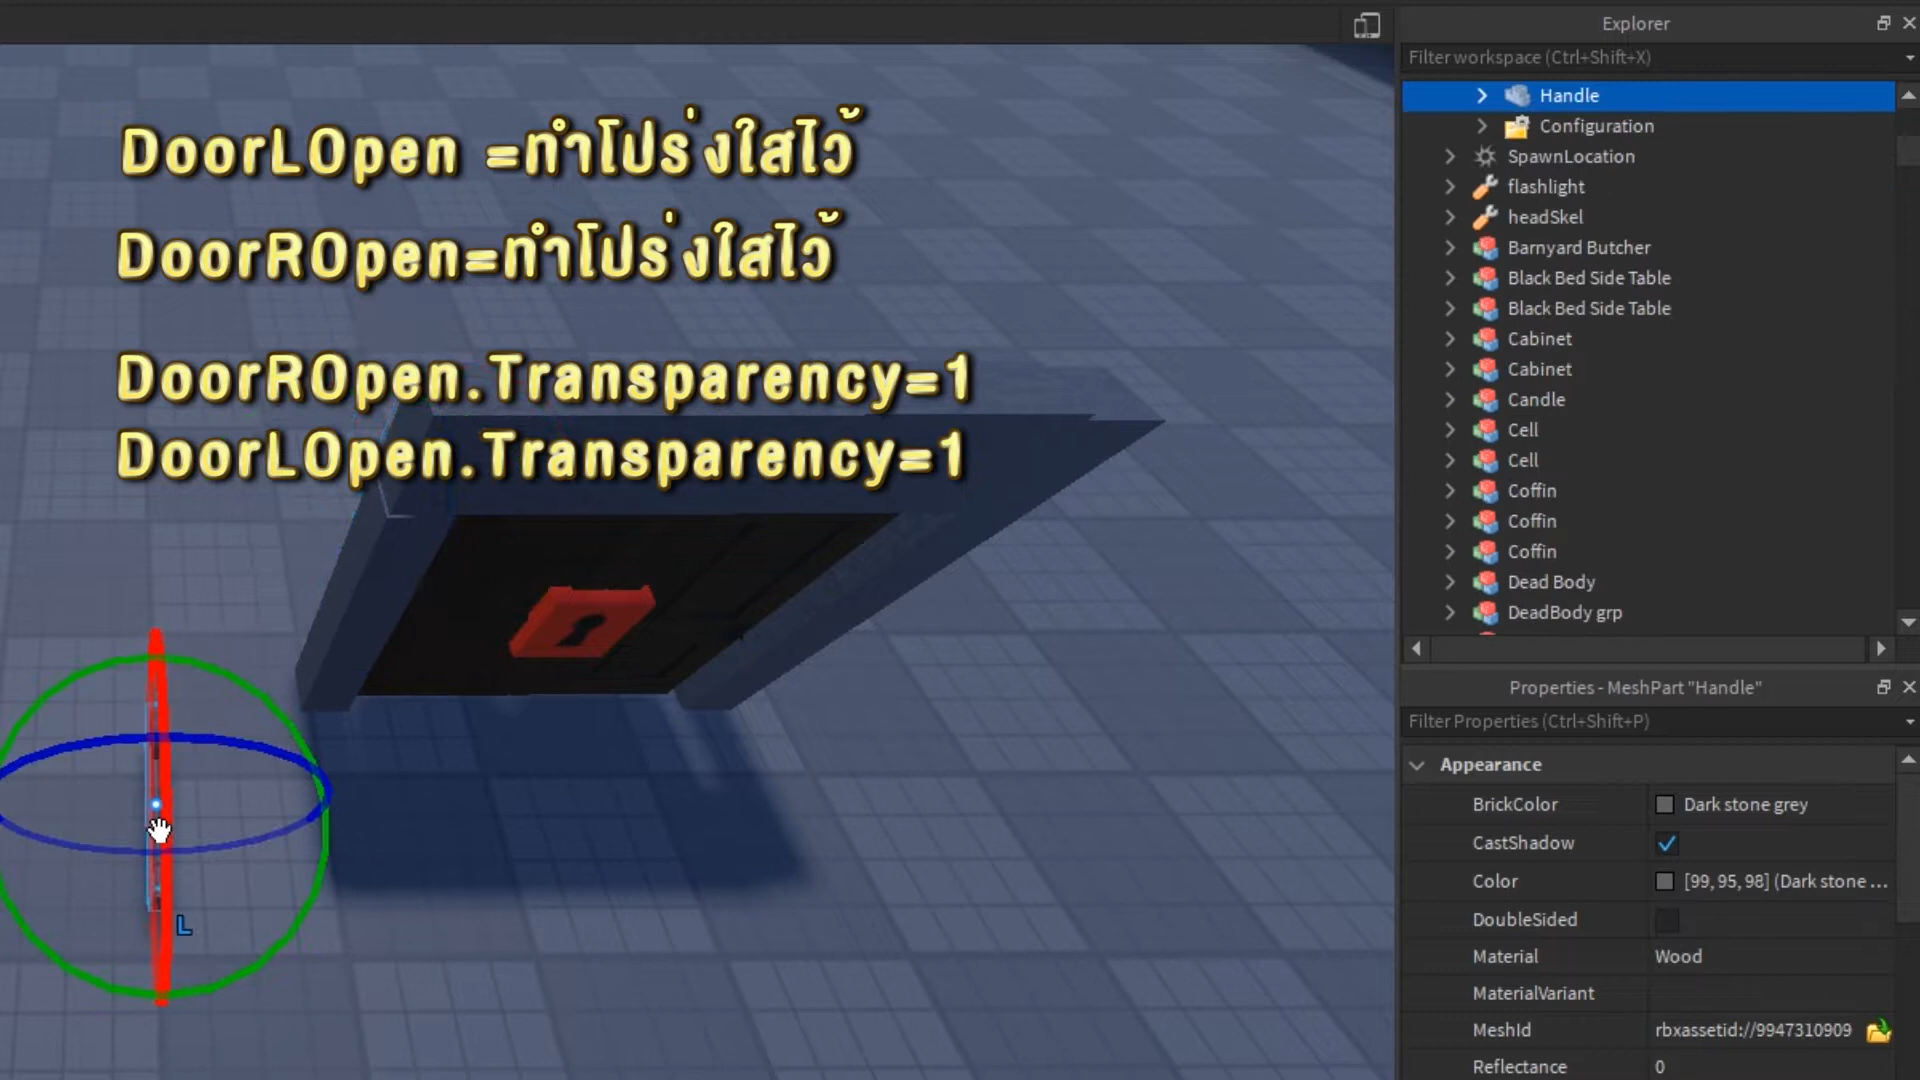 Explorer
Filter workspace (Ctrl+Shift+X)
Handle
Configuration
SpawnLocation
flashlight
headSkel
Barnyard Butcher
Black Bed Side Table
Black Bed Side Table
Cabinet
Cabinet
Candle
Cell
Cell
Coffin
Coffin
Coffin
Dead Body
DeadBody grp
DoorLOpen =ทำโปร่งใสไว้
DoorROpen=ทำโปร่งใสไว้
DoorROpen.Transparency=1
DoorLOpen.Transparency=1
L
Properties - MeshPart "Handle"
Filter Properties (Ctrl+Shift+P)
Appearance
BrickColor Dark stone grey
CastShadow
Color [99, 95, 98] (Dark stone ...
DoubleSided
Material Wood
MaterialVariant
MeshId rbxassetid://9947310909
Reflectance 0